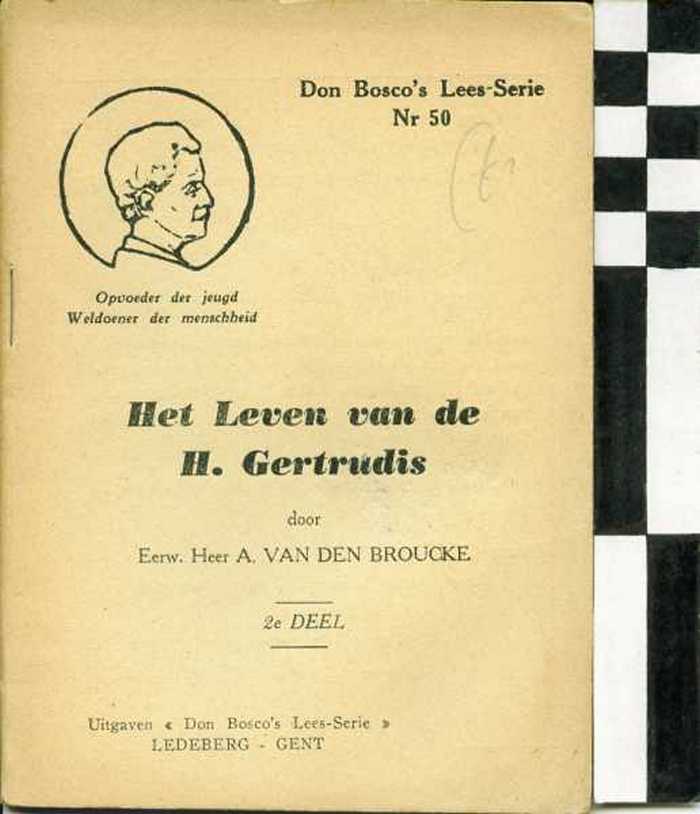 Don Bosco's Lees-Serie
Nr 50
Opvoeder der jeugd
Weldoener der menschheid
Het Leven van de
H. Gertrudis
door
Eerw. Heer A. VAN DEN BROUCKE
2e DEEL
Uitgaven « Don Bosco's Lees-Serie »
LEDEBERG - GENT